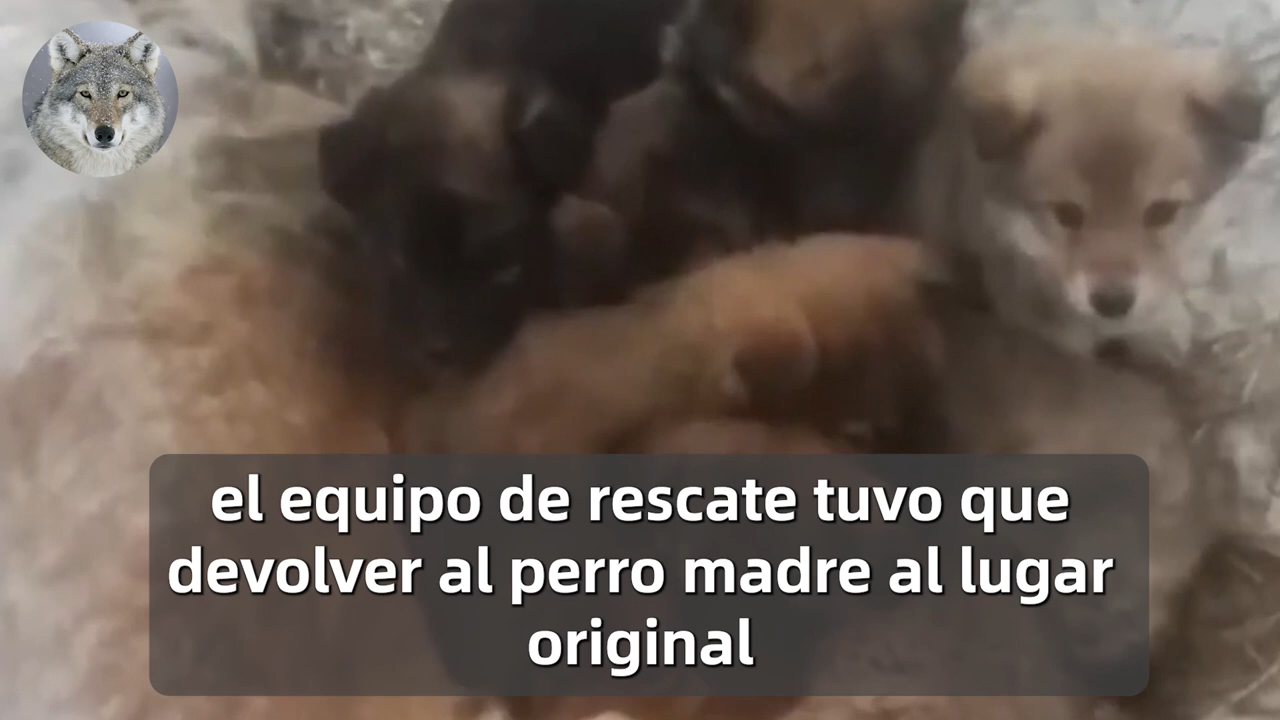 el equipo de rescate tuvo que
devolver al perro madre al lugar
original